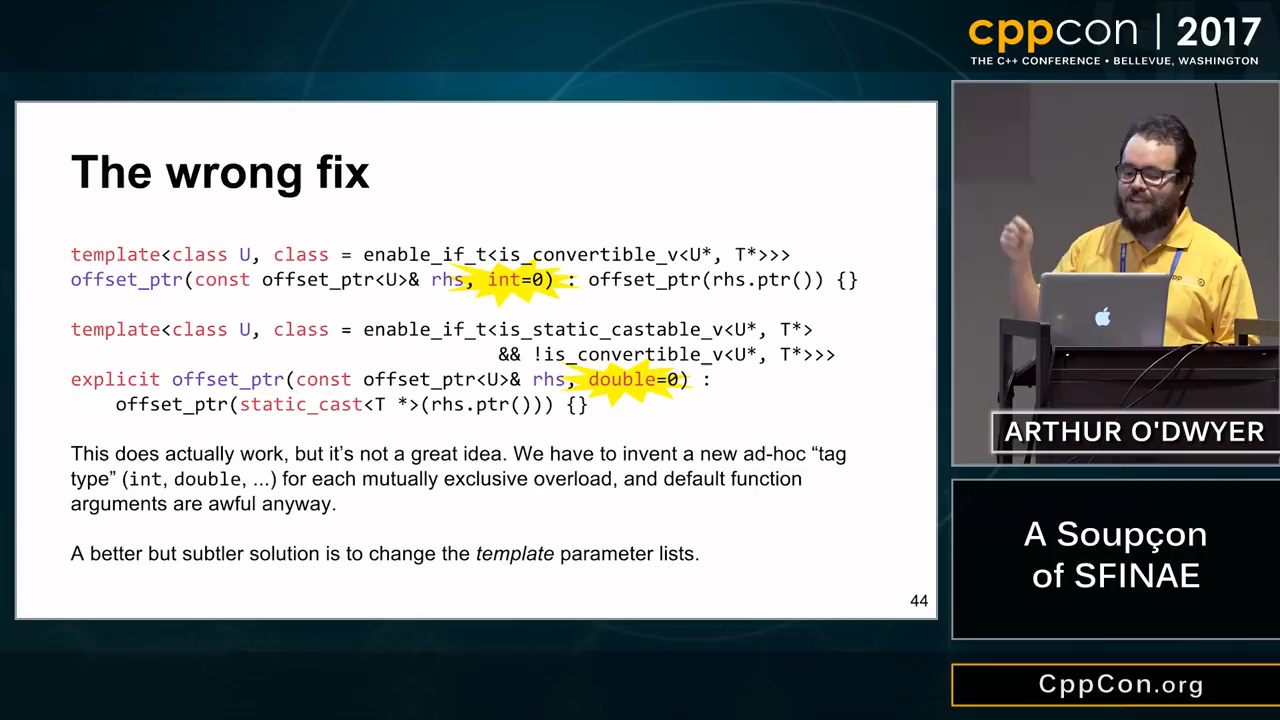 cppcon | 2017
THE C++ CONFERENCE • BELLEVUE, WASHINGTON
The wrong fix
template<class U, class = enable_if_t<is_convertible_v<U*, T*>>>
offset_ptr(const offset_ptr<U>& rhs, int=0) : offset_ptr(rhs.ptr()) {}
template<class U, class = enable_if_t<is_static_castable_v<U*, T*>
&& !is_convertible_v<U*, T*>>>
explicit offset_ptr(const offset_ptr<U>& rhs, double=0) :
offset_ptr(static_cast<T *>(rhs.ptr())) {}
This does actually work, but it’s not a great idea. We have to invent a new ad-hoc “tag
type” (int, double, ...) for each mutually exclusive overload, and default function
arguments are awful anyway.
A better but subtler solution is to change the template parameter lists.
44
ARTHUR O'DWYER
A Soupçon
of SFINAE
CppCon.org